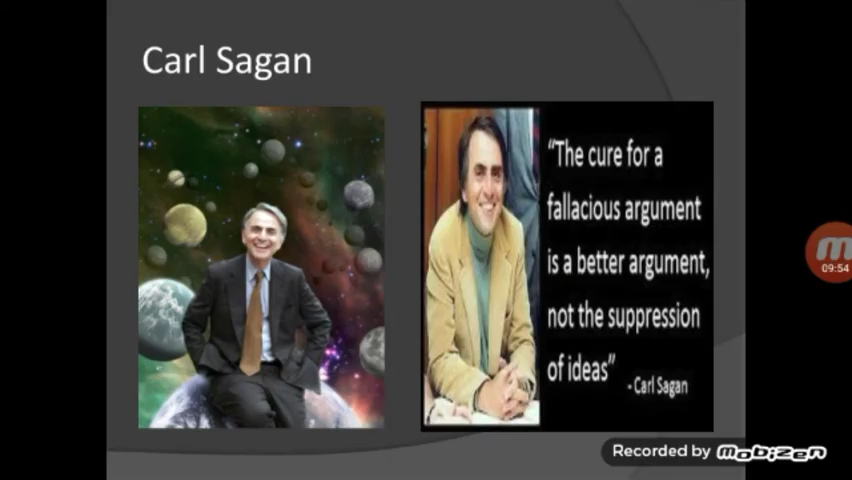 Carl Sagan
“The cure for a
fallacious argument
is a better argument,
not the suppression
of ideas”
- Carl Sagan
09:54
Recorded by mobizen